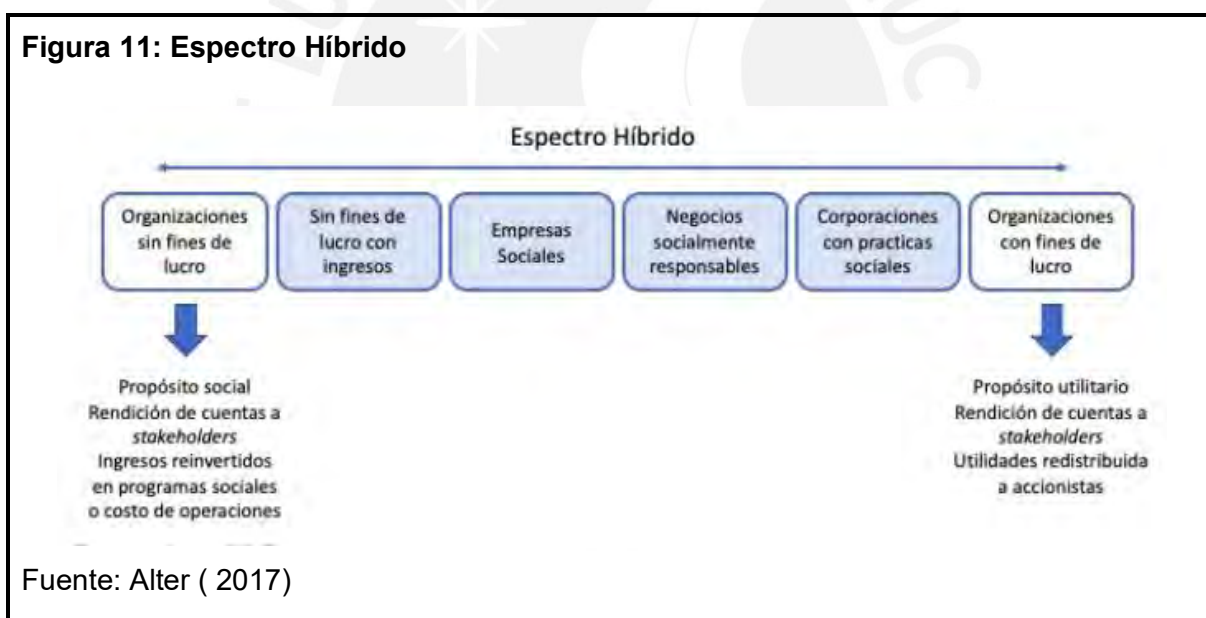 Figura 11: Espectro Híbrido
Espectro Híbrido
Organizaciones
sin fines de
lucro
Sin fines de
lucro con
ingresos
Empresas
Sociales
Negocios
socialmente
responsables
Corporaciones
con practicas
sociales
Organizaciones
con fines de
lucro
Propósito social
Rendición de cuentas a
stakeholders
Ingresos reinvertidos
en programas sociales
o costo de operaciones
Propósito utilitario
Rendición de cuentas a
stakeholders
Utilidades redistribuida
a accionistas
Fuente: Alter ( 2017)